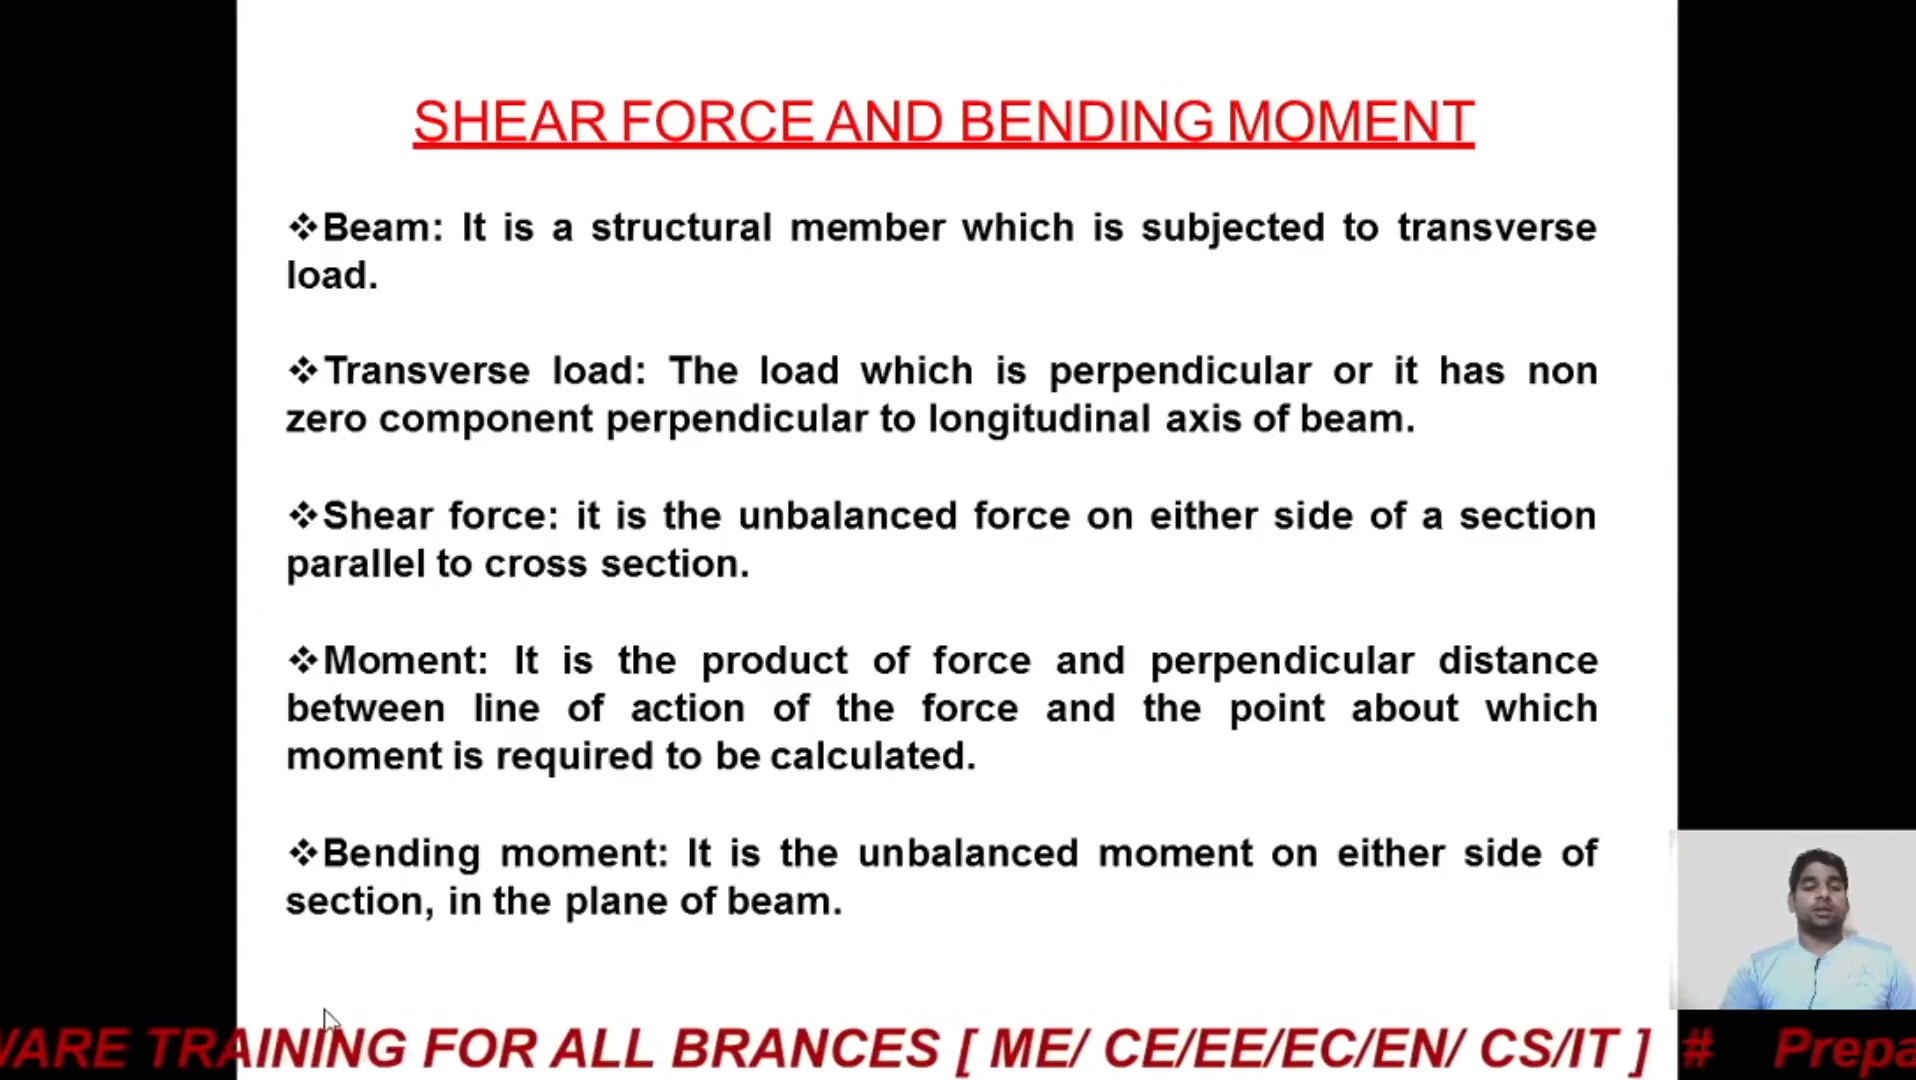 SHEAR FORCE AND BENDING MOMENT
❖Beam: It is a structural member which is subjected to transverse
load.
❖Transverse load: The load which is perpendicular or it has non
zero component perpendicular to longitudinal axis of beam.
❖Shear force: it is the unbalanced force on either side of a section
parallel to cross section.
❖Moment: It is the product of force and perpendicular distance
between line of action of the force and the point about which
moment is required to be calculated.
❖Bending moment: It is the unbalanced moment on either side of
section, in the plane of beam.
WARE TRAINING FOR ALL BRANCES [ ME/ CE/EE/EC/EN/ CS/IT ] # Prepa